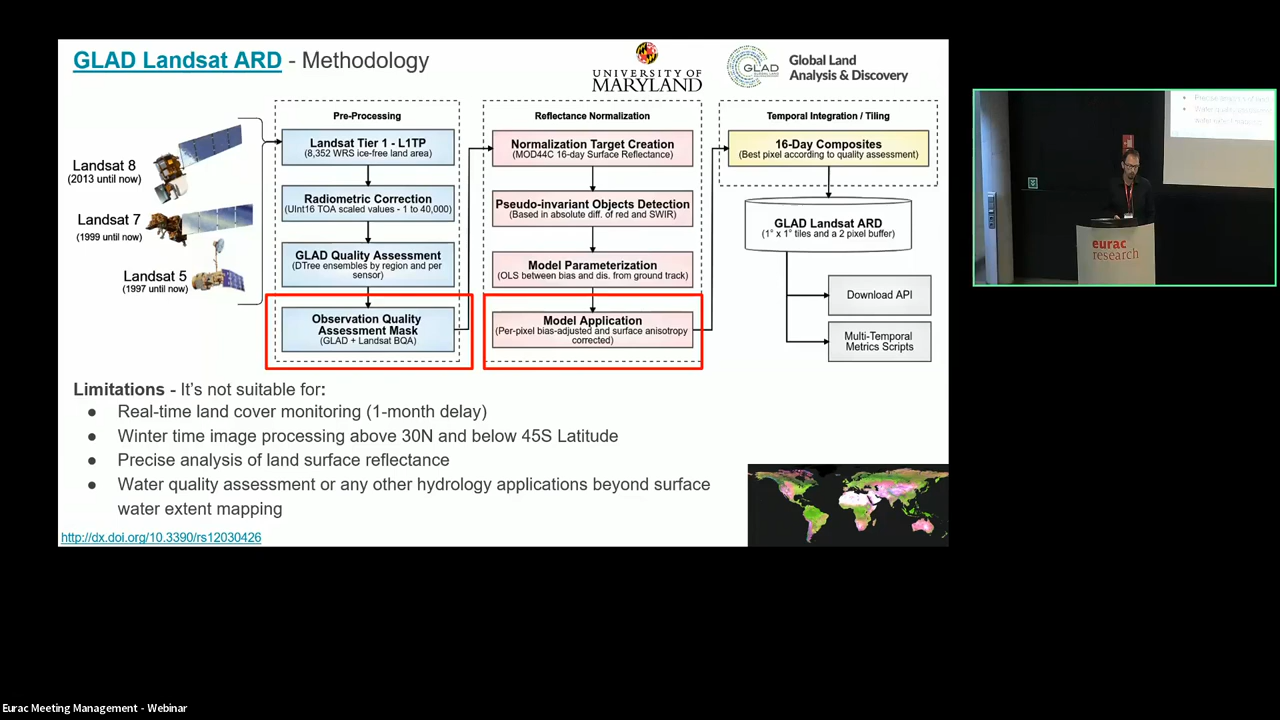 GLAD Landsat ARD - Methodology
UNIVERSITY OF
MARYLAND
GLAD
Global Land
Analysis & Discovery
Landsat 8
(2013 until now)
Landsat 7
(1999 until now)
Landsat 5
(1997 until now)
Pre-Processing
Landsat Tier 1 - L1TP
(8,352 WRS ice-free land area)
Radiometric Correction
(UInt16 TOA scaled values - 1 to 40,000)
GLAD Quality Assessment
(DTree ensembles by region and per
sensor)
Observation Quality
Assessment Mask
(GLAD + Landsat BQA)
Reflectance Normalization
Normalization Target Creation
(MOD44C 16-day Surface Reflectance)
Pseudo-invariant Objects Detection
(Based in absolute diff. of red and SWIR)
Model Parameterization
(OLS between bias and dis. from ground track)
Model Application
(Per-pixel bias-adjusted and surface anisotropy
corrected)
Temporal Integration / Tiling
16-Day Composites
(Best pixel according to quality assessment)
GLAD Landsat ARD
(1° x 1° tiles and a 2 pixel buffer)
Download API
Multi-Temporal
Metrics Scripts
Limitations - It's not suitable for:
● Real-time land cover monitoring (1-month delay)
● Winter time image processing above 30N and below 45S Latitude
● Precise analysis of land surface reflectance
● Water quality assessment or any other hydrology applications beyond surface
water extent mapping
http://dx.doi.org/10.3390/rs12030426
eurac
research
Eurac Meeting Management - Webinar